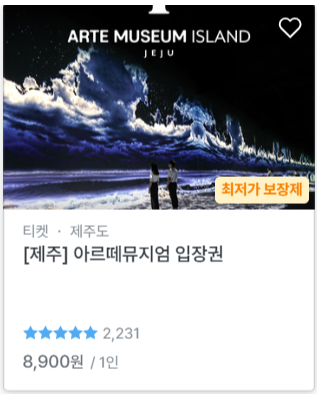 ARTE MUSEUM ISLAND
JEJU
최저가 보장제
티켓 · 제주도
[제주] 아르떼뮤지엄 입장권
2,231
8,900원 / 1인